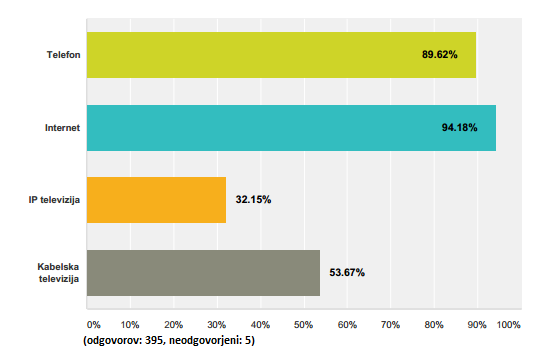 Telefon
89.62%
Internet
94.18%
IP televizija
32.15%
Kabelska
televizija
53.67%
0% 10% 20% 30% 40% 50% 60% 70% 80% 90% 100%
(odgovorov: 395, neodgovorjeni: 5)